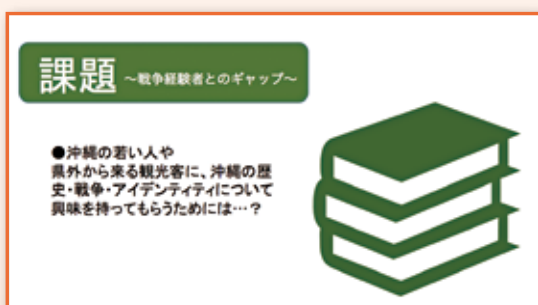 課題 ~戦争経験者とのギャップ~
●沖縄の若い人や
県外から来る観光客に、沖縄の歴
史・戦争・アイデンティティについて
興味を持ってもらうためには…？